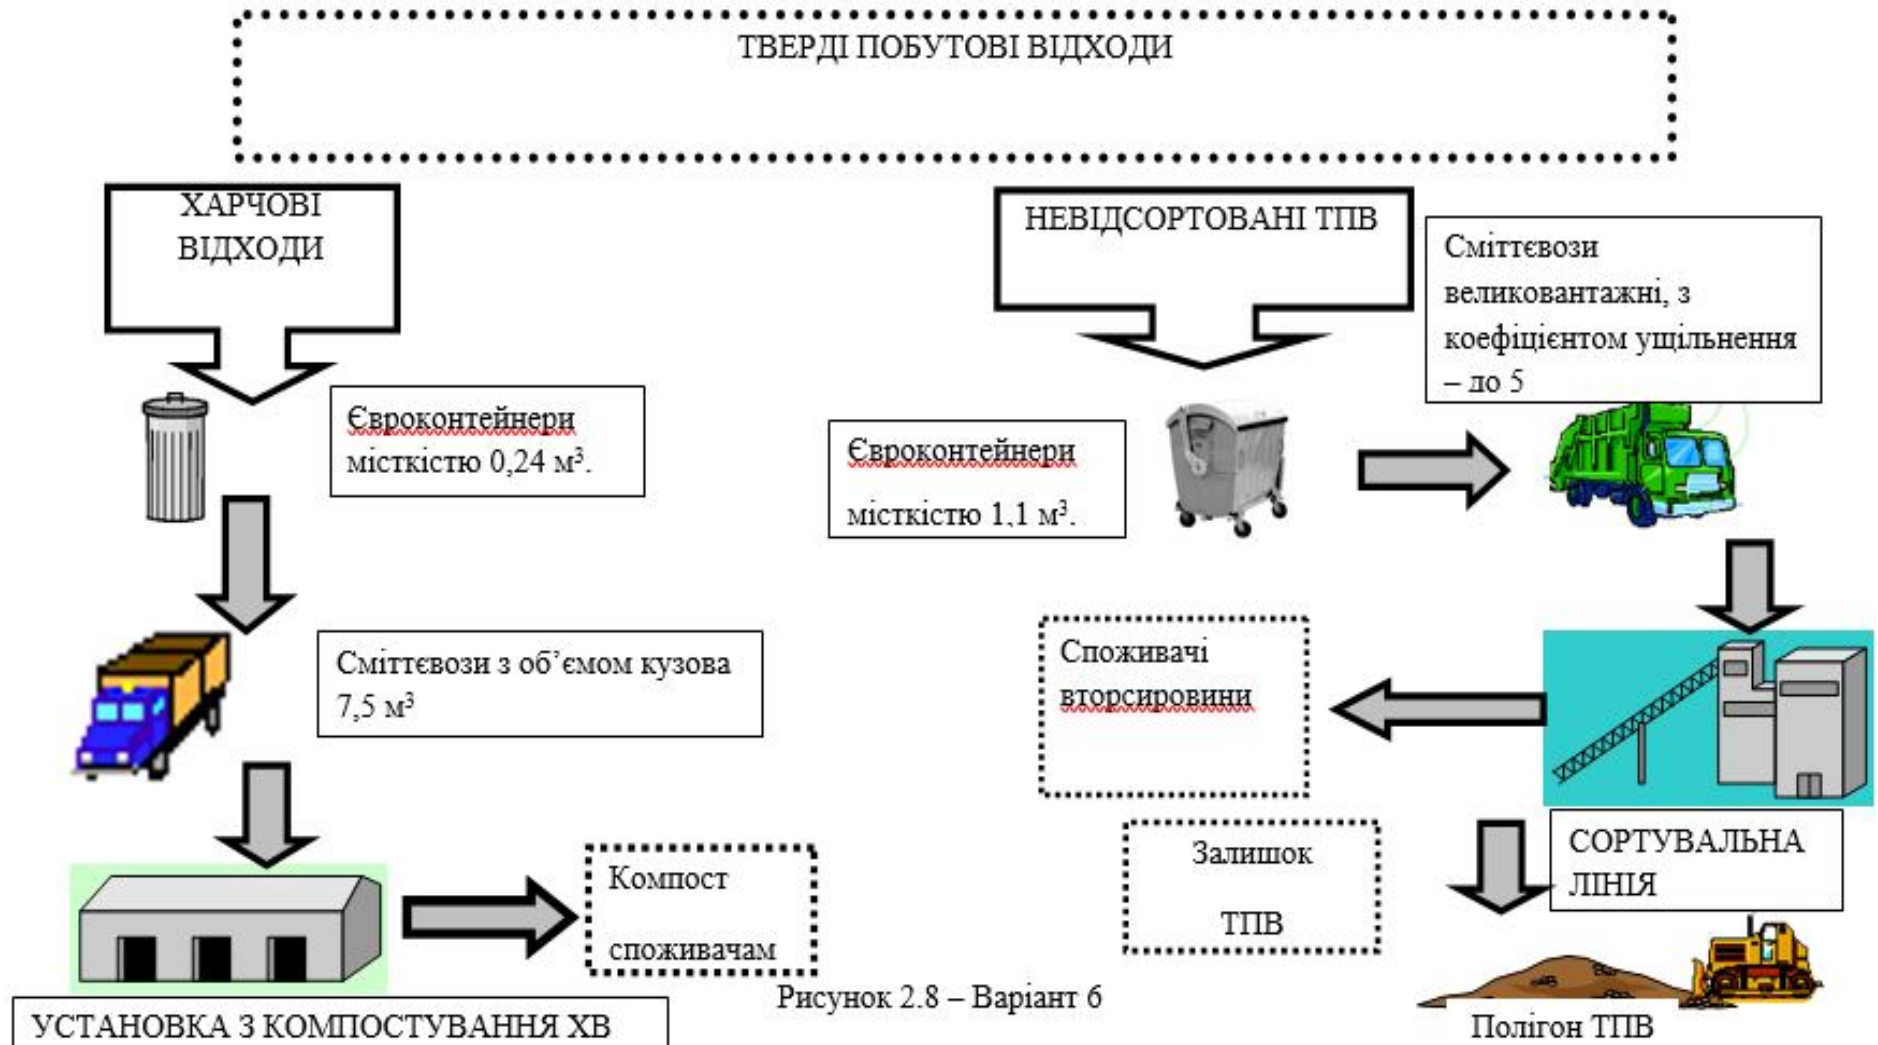 ТВЕРДІ ПОБУТОВІ ВІДХОДИ
ХАРЧОВІ
ВІДХОДИ
НЕВІДСОРТОВАНІ ТПВ
Сміттєвози
великовантажні, з
коефіцієнтом ущільнення
– до 5
Євроконтейнери
місткістю 0,24 м³.
Євроконтейнери
місткістю 1,1 м³.
Сміттєвози з об’ємом кузова
7,5 м³
Споживачі
вторсировини
СОРТУВАЛЬНА
ЛІНІЯ
Залишок
ТПВ
Компост
споживачам
УСТАНОВКА З КОМПОСТУВАННЯ ХВ
Полігон ТПВ
Рисунок 2.8 – Варіант 6